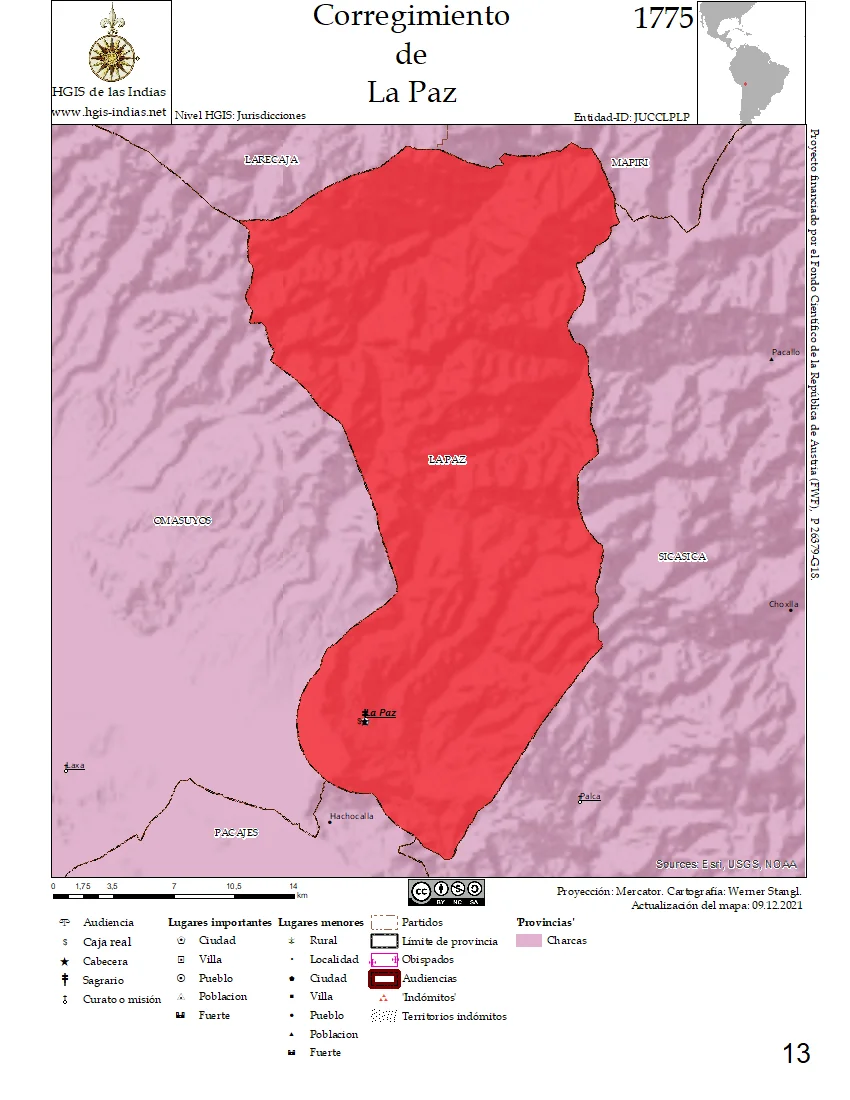 Corregimiento
de
La Paz
1775
HGIS de las Indias
www.hgis-indias.net
Nivel HGIS: Jurisdicciones
Entidad-ID: JUCCLPLP
Proyecto financiado por el Fondo Científico de la República de Austria (FWF), P 26379-G18.
LARECAJA
MAPIRI
Pacallo
LA PAZ
OMASUYOS
SICASICA
Choxlla
La Paz
Laxa
Palca
Hachocalla
PACAJES
Sources: Esri, USGS, NOAA
0 1,75 3,5 7 10,5 14
km
CC BY NC SA
Proyección: Mercator. Cartografía: Werner Stangl.
Actualización del mapa: 09.12.2021
Audiencia
Caja real
Cabecera
Sagrario
Curato o misión
Lugares importantes
Ciudad
Villa
Pueblo
Poblacion
Fuerte
Lugares menores
Rural
Localidad
Ciudad
Villa
Pueblo
Poblacion
Fuerte
Partidos
Límite de provincia
Obispados
Audiencias
'Indómitos'
Territorios indómitos
'Provincias'
Charcas
13